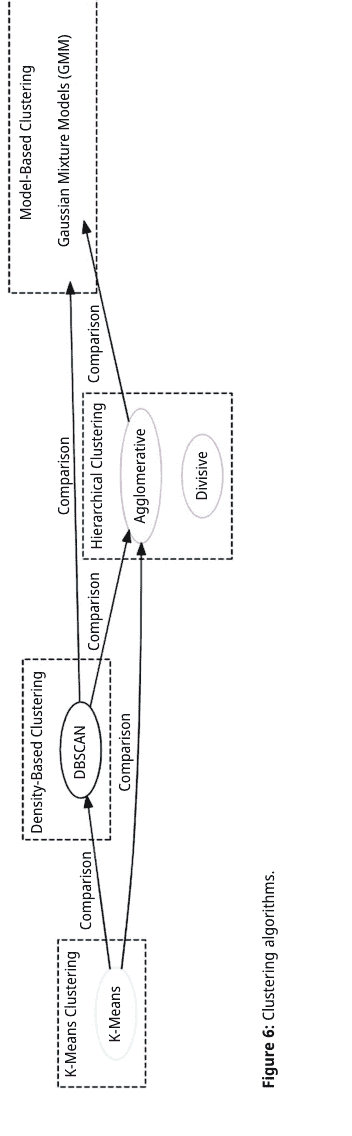 K-Means Clustering
K-Means
Comparison
Comparison
Density-Based Clustering
DBSCAN
Comparison
Comparison
Hierarchical Clustering
Agglomerative
Divisive
Comparison
Model-Based Clustering
Gaussian Mixture Models (GMM)
Figure 6: Clustering algorithms.